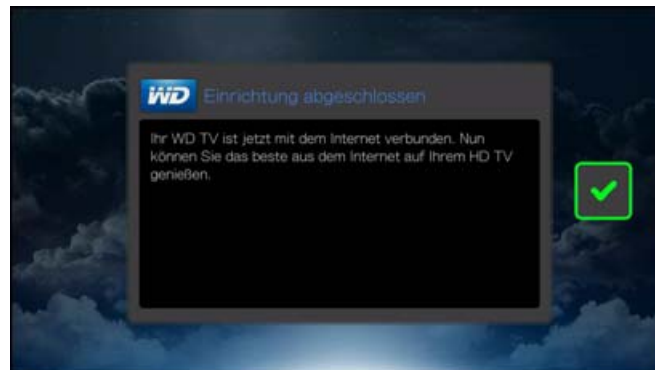 WD Einrichtung abgeschlossen
Ihr WD TV ist jetzt mit dem Internet verbunden. Nun
können Sie das beste aus dem Internet auf Ihrem HD TV
genießen.